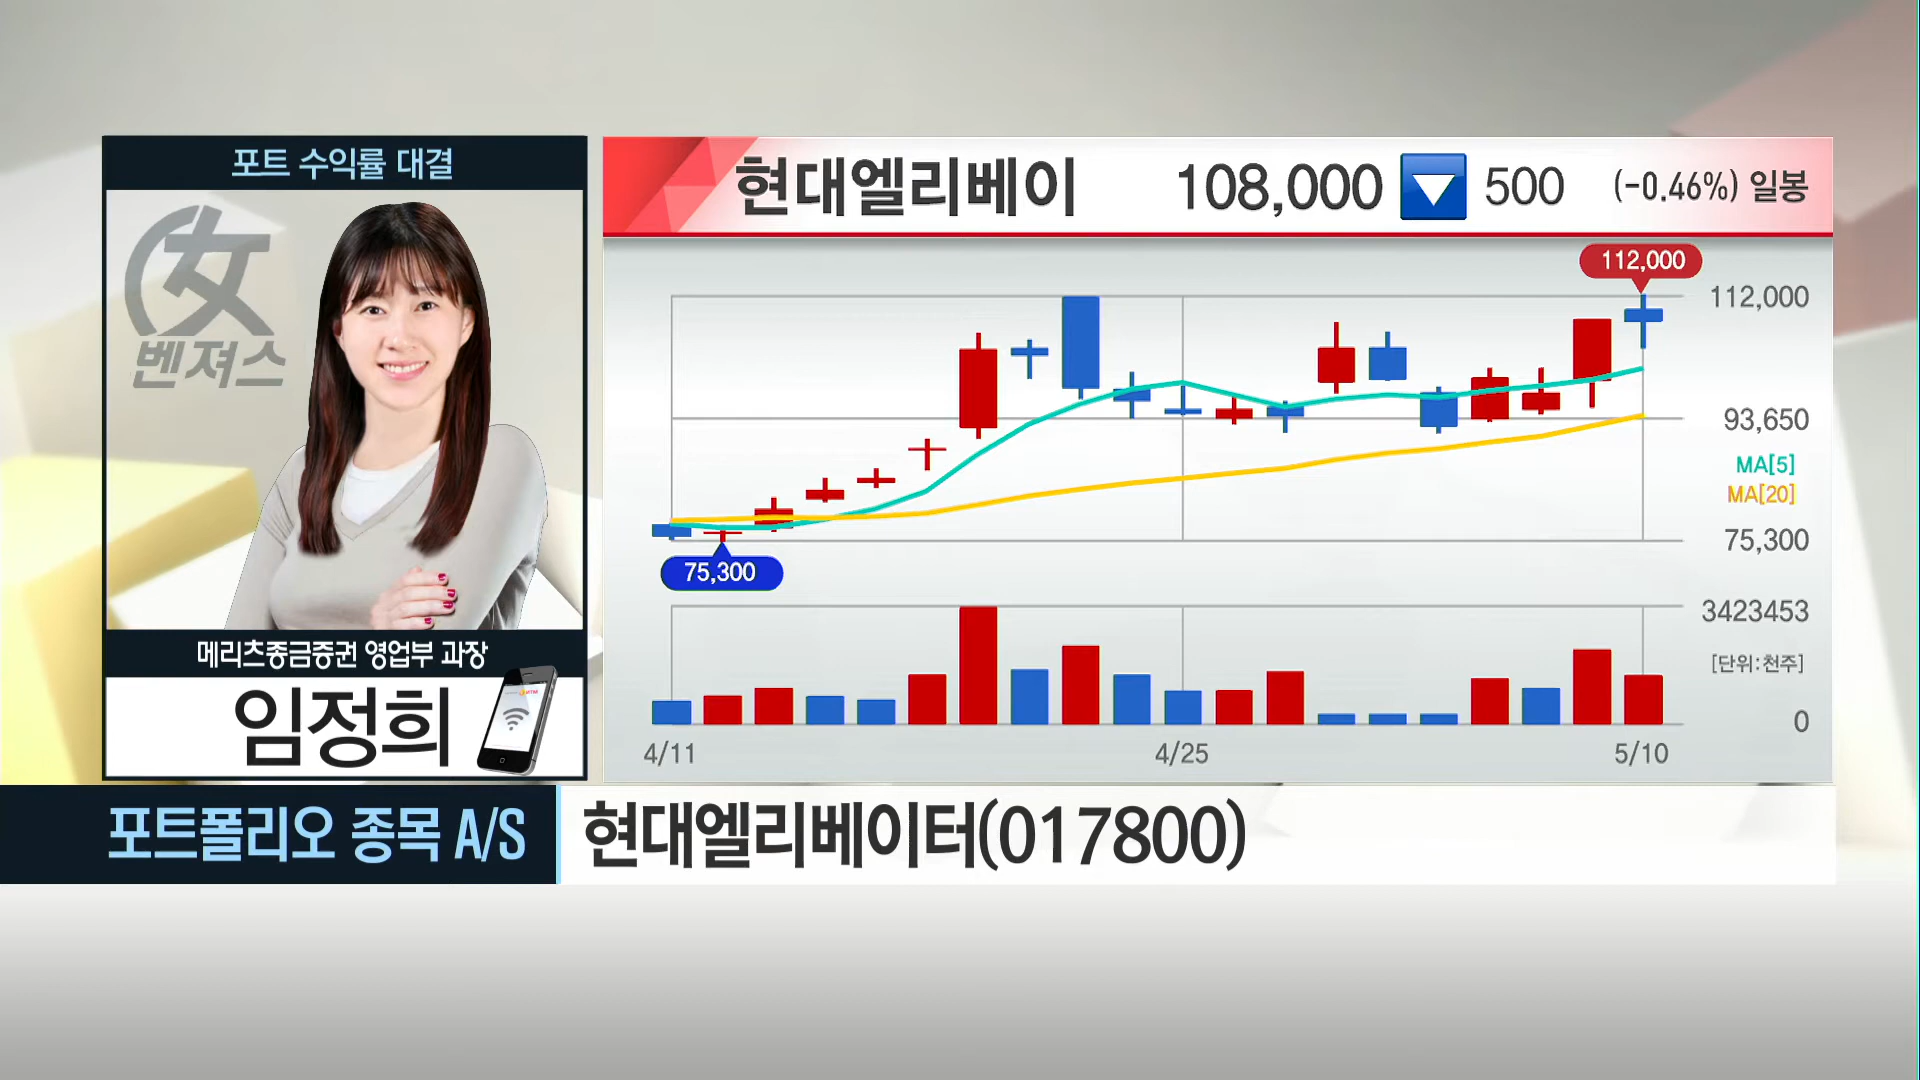 포트 수익률 대결
女
벤져스
메리츠종금증권 영업부 과장
임정희
현대엘리베이 108,000 ▼ 500 (-0.46%) 일봉
112,000
112,000
93,650
MA[5]
MA[20]
75,300
75,300
3423453
[단위:천주]
0
4/11 4/25 5/10
포트폴리오 종목 A/S 현대엘리베이터(017800)